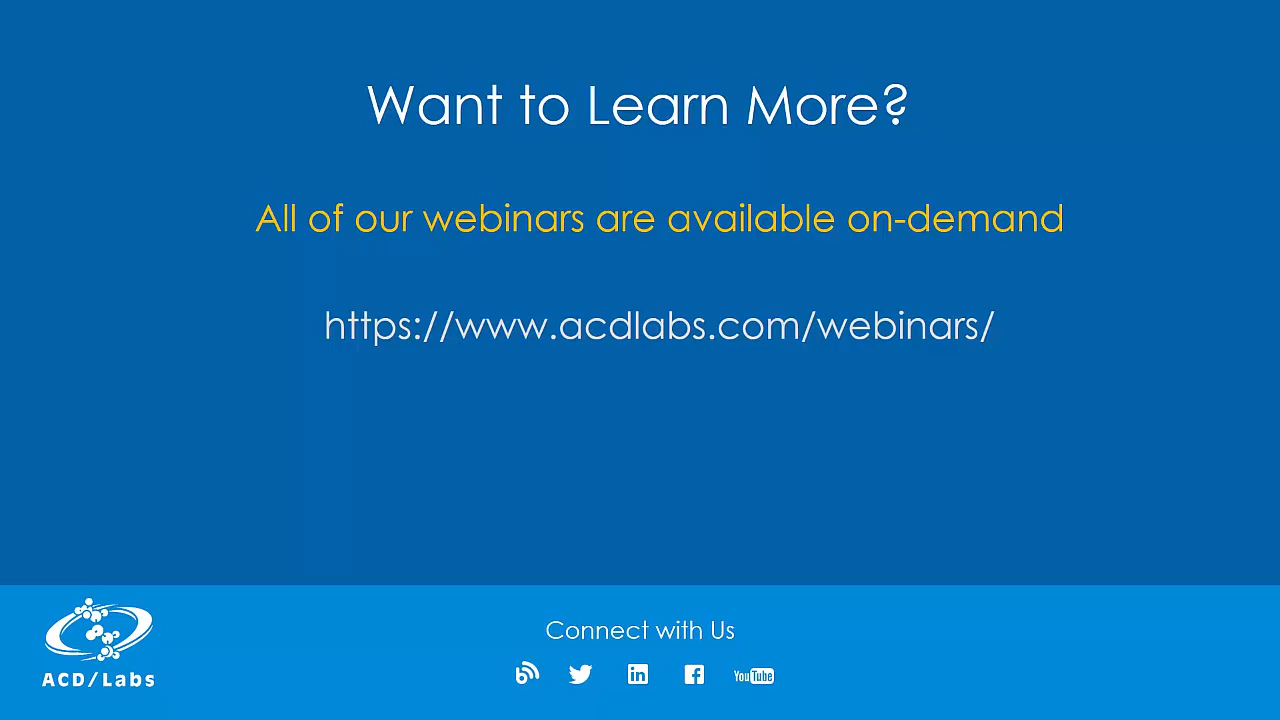 Want to Learn More?
All of our webinars are available on-demand
https://www.acdlabs.com/webinars/
Connect with Us
YouTube
ACD/Labs